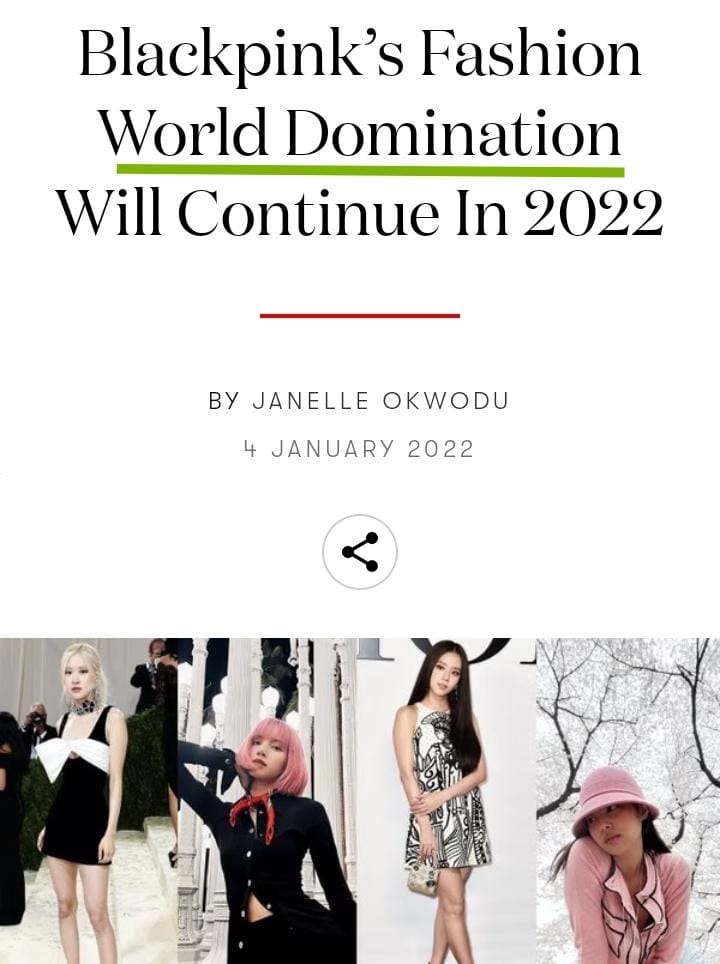 Blackpink’s Fashion
World Domination
Will Continue In 2022
BY JANELLE OKWODU
4 JANUARY 2022